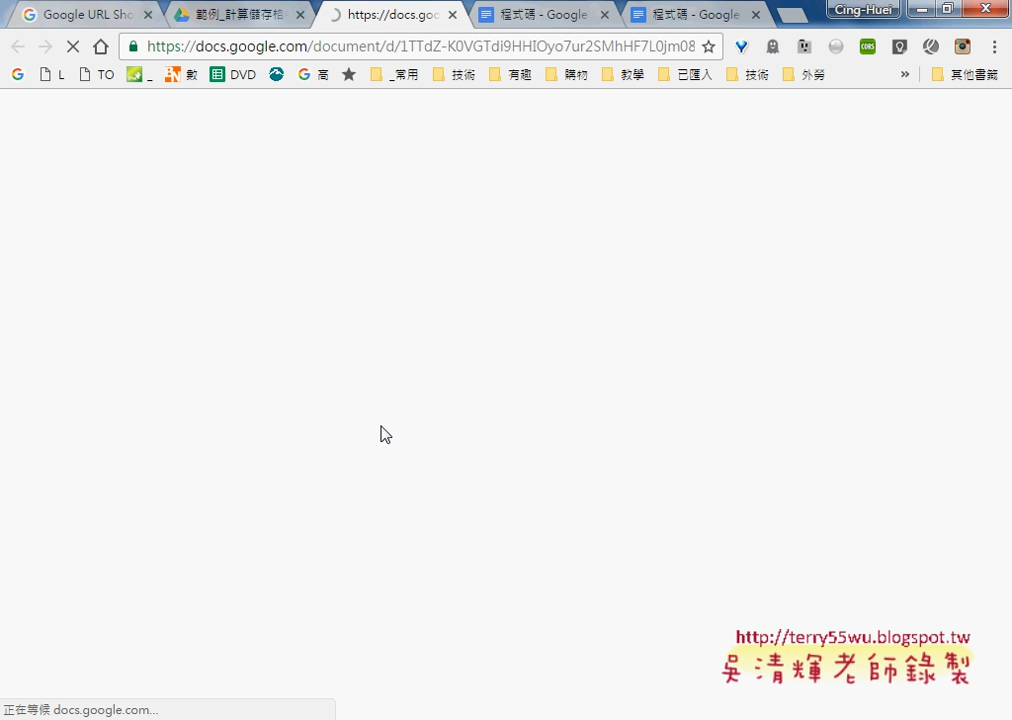 Google URL Sho
範例_計算儲存格-
https://docs.goo
程式碼 - Google
程式碼 - Google
Cing-Huei
https://docs.google.com/document/d/1TTdZ-K0VGTdi9HHIOyo7ur2SMhHF7L0jm08
CORS
L
TO
_
數
DVD
高
_常用
技術
有趣
購物
教學
已匯入
技術
外勞
»
其他書籤
http://terry55wu.blogspot.tw
吳清輝老師錄製
正在等候 docs.google.com...